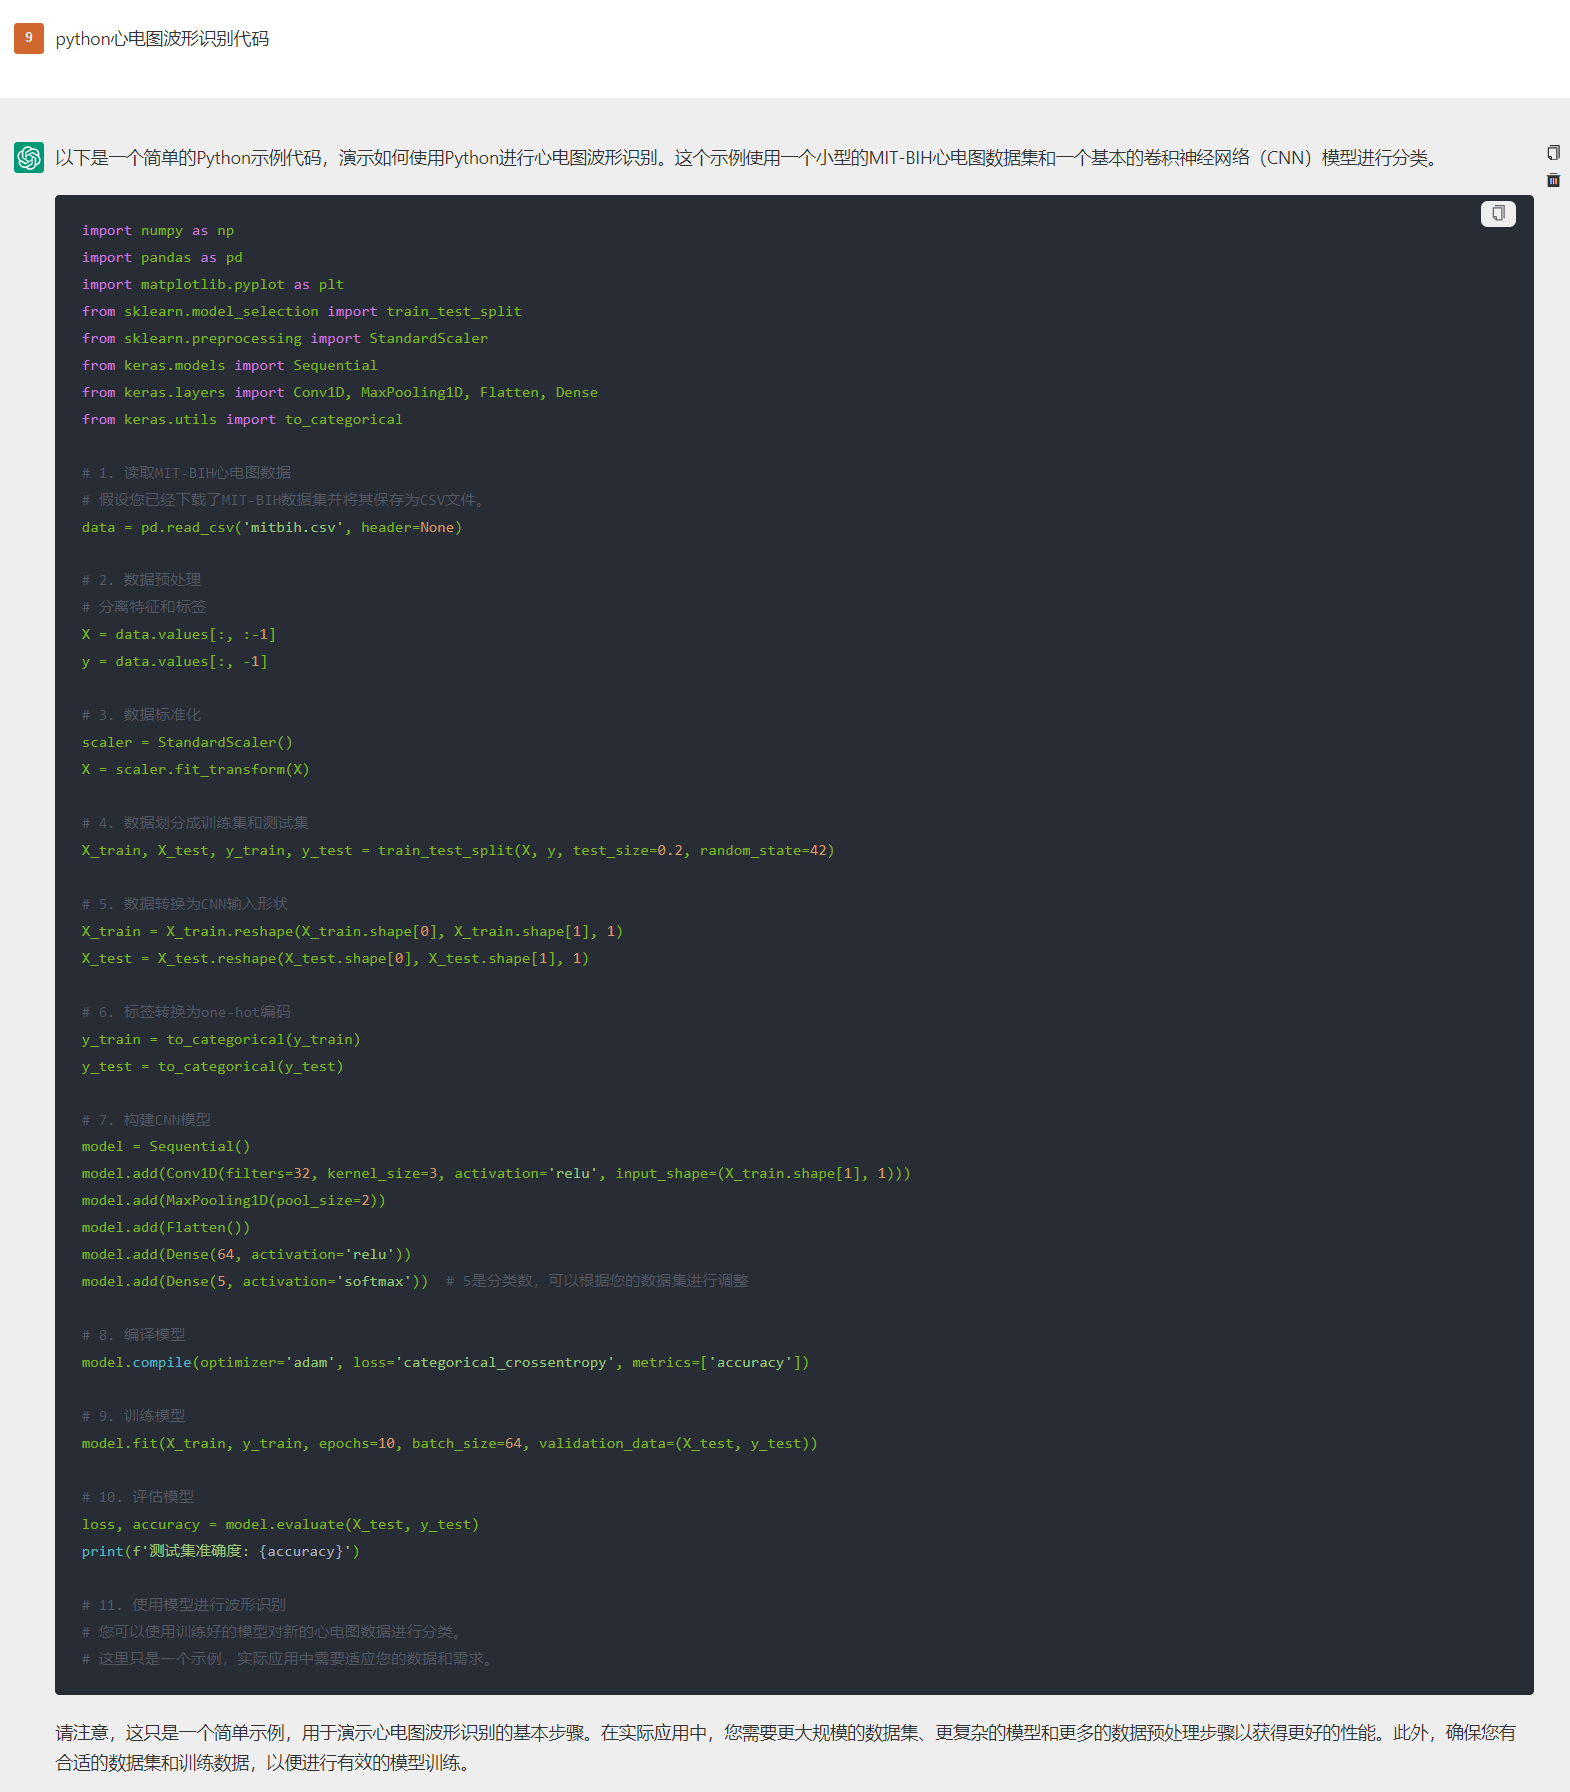 9 python心电图波形识别代码
以下是一个简单的Python示例代码，演示如何使用Python进行心电图波形识别。这个示例使用一个小型的MIT-BIH心电图数据集和一个基本的卷积神经网络（CNN）模型进行分类。
import numpy as np
import pandas as pd
import matplotlib.pyplot as plt
from sklearn.model_selection import train_test_split
from sklearn.preprocessing import StandardScaler
from keras.models import Sequential
from keras.layers import Conv1D, MaxPooling1D, Flatten, Dense
from keras.utils import to_categorical
# 1. 读取MIT-BIH心电图数据
# 假设您已经下载了MIT-BIH数据集并将其保存为CSV文件。
data = pd.read_csv('mitbih.csv', header=None)
# 2. 数据预处理
# 分离特征和标签
X = data.values[:, :-1]
y = data.values[:, -1]
# 3. 数据标准化
scaler = StandardScaler()
X = scaler.fit_transform(X)
# 4. 数据划分成训练集和测试集
X_train, X_test, y_train, y_test = train_test_split(X, y, test_size=0.2, random_state=42)
# 5. 数据转换为CNN输入形状
X_train = X_train.reshape(X_train.shape[0], X_train.shape[1], 1)
X_test = X_test.reshape(X_test.shape[0], X_test.shape[1], 1)
# 6. 标签转换为one-hot编码
y_train = to_categorical(y_train)
y_test = to_categorical(y_test)
# 7. 构建CNN模型
model = Sequential()
model.add(Conv1D(filters=32, kernel_size=3, activation='relu', input_shape=(X_train.shape[1], 1)))
model.add(MaxPooling1D(pool_size=2))
model.add(Flatten())
model.add(Dense(64, activation='relu'))
model.add(Dense(5, activation='softmax'))  # 5是分类数，可以根据您的数据集进行调整
# 8. 编译模型
model.compile(optimizer='adam', loss='categorical_crossentropy', metrics=['accuracy'])
# 9. 训练模型
model.fit(X_train, y_train, epochs=10, batch_size=64, validation_data=(X_test, y_test))
# 10. 评估模型
loss, accuracy = model.evaluate(X_test, y_test)
print(f'测试集准确度: {accuracy}')
# 11. 使用模型进行波形识别
# 您可以使用训练好的模型对新的心电图数据进行分类。
# 这里只是一个示例，实际应用中需要适应您的数据和需求。
请注意，这只是一个简单示例，用于演示心电图波形识别的基本步骤。在实际应用中，您需要更大规模的数据集、更复杂的模型和更多的数据预处理步骤以获得更好的性能。此外，确保您有
合适的数据集和训练数据，以便进行有效的模型训练。